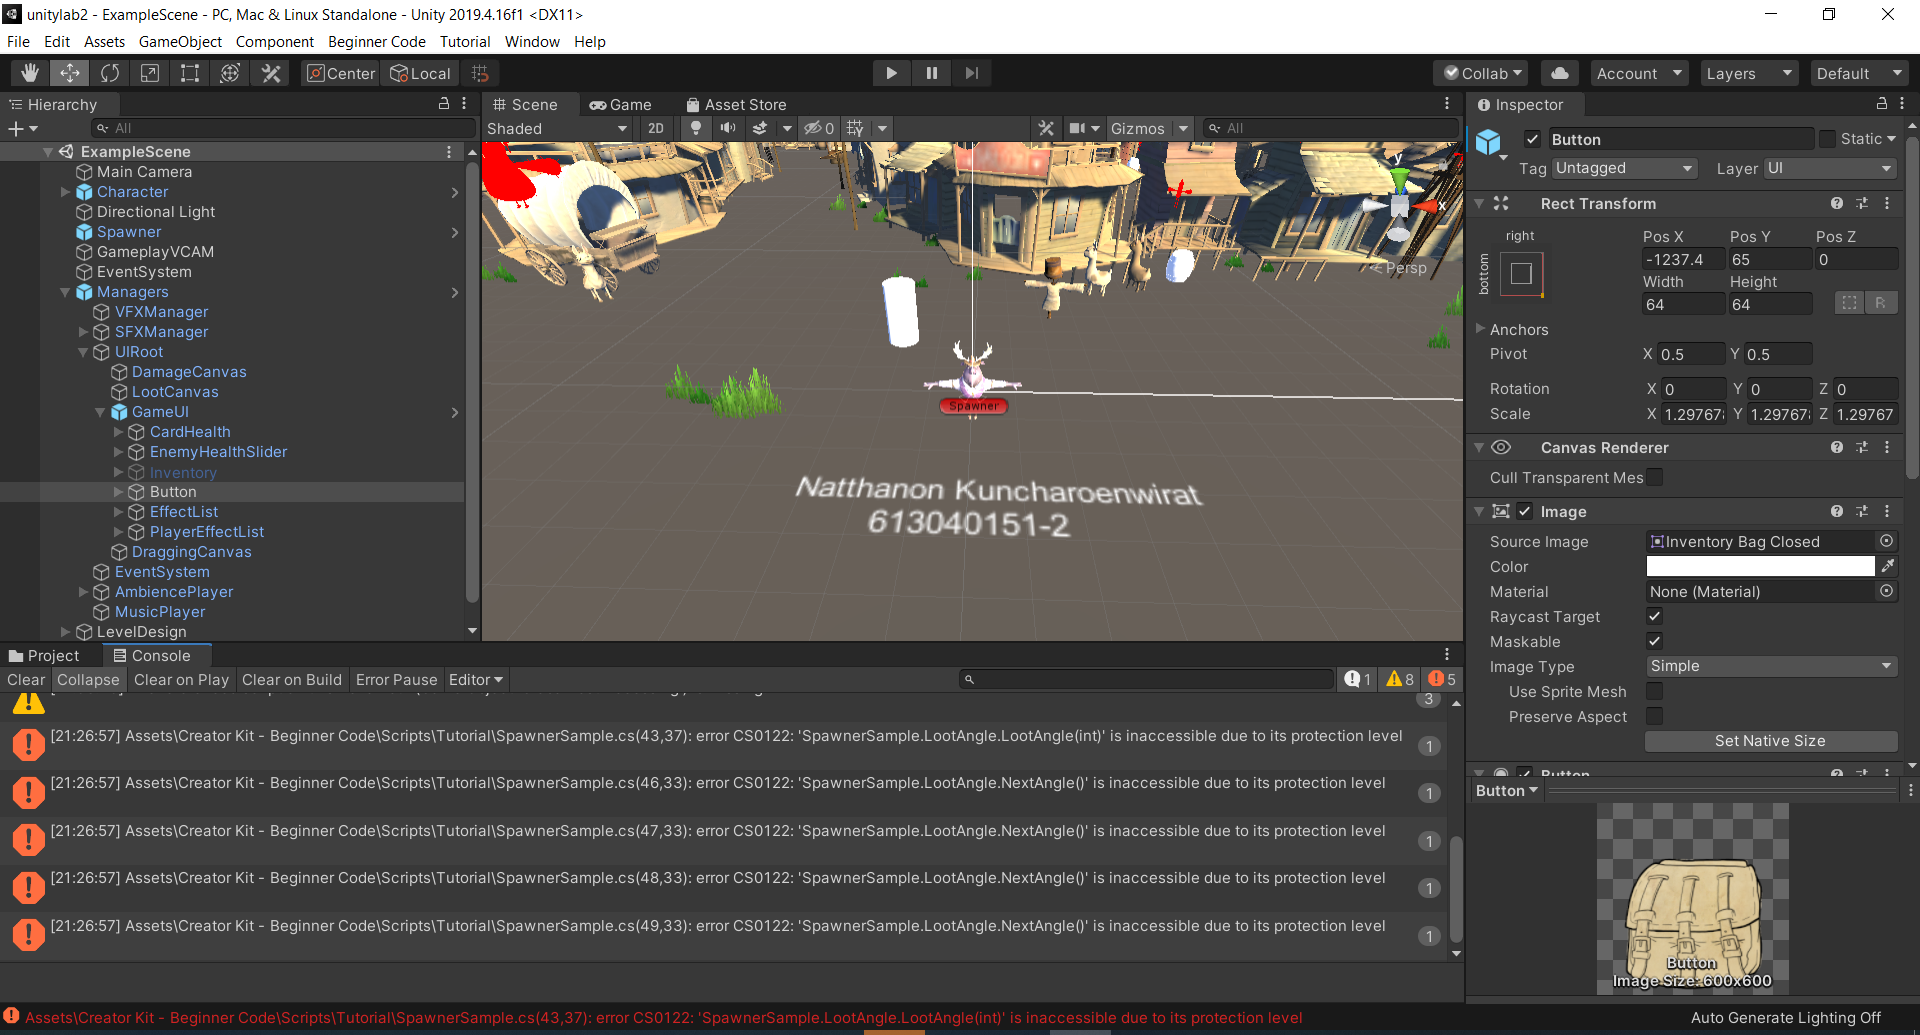 unitylab2 - ExampleScene - PC, Mac & Linux Standalone - Unity 2019.4.16f1 <DX11>
File Edit Assets GameObject Component Beginner Code Tutorial Window Help
Center Local Collab Account Layers Default
Hierarchy
All
ExampleScene
Main Camera
Character
Directional Light
Spawner
GameplayVCAM
EventSystem
Managers
VFXManager
SFXManager
UIRoot
DamageCanvas
LootCanvas
GameUI
CardHealth
EnemyHealthSlider
Inventory
Button
EffectList
PlayerEffectList
DraggingCanvas
EventSystem
AmbiencePlayer
MusicPlayer
LevelDesign
Scene Game Asset Store
Shaded 2D 0 Gizmos All
y
x
Persp
Spawner
Natthanon Kuncharoenwirat
613040151-2
Inspector
Button Static
Tag Untagged Layer UI
Rect Transform
right
bottom
Pos X Pos Y Pos Z
-1237.4 65 0
Width Height
64 64
R
Anchors
Pivot X 0.5 Y 0.5
Rotation X 0 Y 0 Z 0
Scale X 1.29767 Y 1.29767 Z 1.29767
Canvas Renderer
Cull Transparent Mes
Image
Source Image Inventory Bag Closed
Color
Material None (Material)
Raycast Target
Maskable
Image Type Simple
Use Sprite Mesh
Preserve Aspect
Set Native Size
Button
Button
Button
Image Size: 600x600
Project Console
Clear Collapse Clear on Play Clear on Build Error Pause Editor 1 8 5
3
[21:26:57] Assets\Creator Kit - Beginner Code\Scripts\Tutorial\SpawnerSample.cs(43,37): error CS0122: 'SpawnerSample.LootAngle.LootAngle(int)' is inaccessible due to its protection level 1
[21:26:57] Assets\Creator Kit - Beginner Code\Scripts\Tutorial\SpawnerSample.cs(46,33): error CS0122: 'SpawnerSample.LootAngle.NextAngle()' is inaccessible due to its protection level 1
[21:26:57] Assets\Creator Kit - Beginner Code\Scripts\Tutorial\SpawnerSample.cs(47,33): error CS0122: 'SpawnerSample.LootAngle.NextAngle()' is inaccessible due to its protection level 1
[21:26:57] Assets\Creator Kit - Beginner Code\Scripts\Tutorial\SpawnerSample.cs(48,33): error CS0122: 'SpawnerSample.LootAngle.NextAngle()' is inaccessible due to its protection level 1
[21:26:57] Assets\Creator Kit - Beginner Code\Scripts\Tutorial\SpawnerSample.cs(49,33): error CS0122: 'SpawnerSample.LootAngle.NextAngle()' is inaccessible due to its protection level 1
Assets\Creator Kit - Beginner Code\Scripts\Tutorial\SpawnerSample.cs(43,37): error CS0122: 'SpawnerSample.LootAngle.LootAngle(int)' is inaccessible due to its protection level
Auto Generate Lighting Off